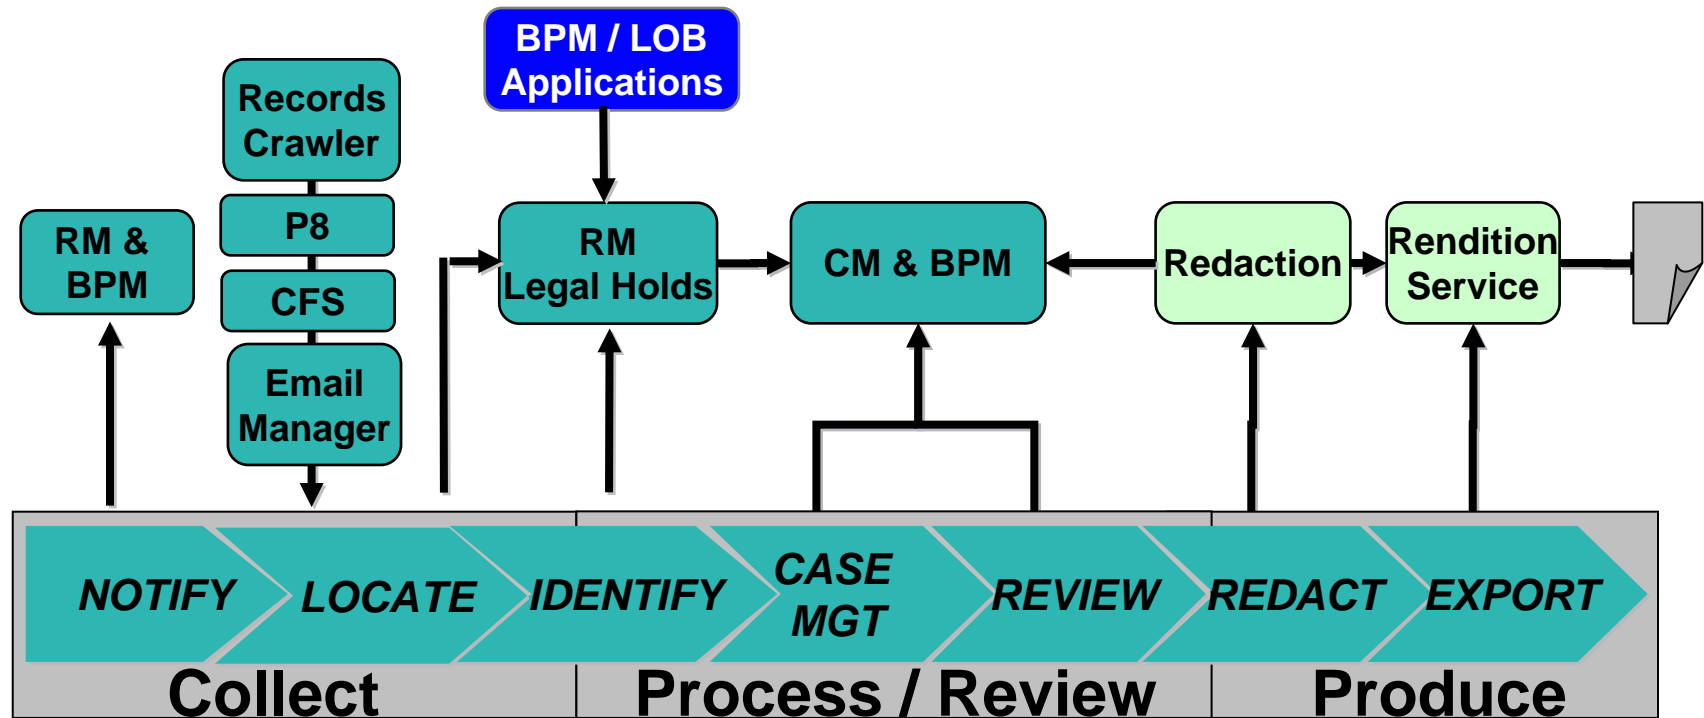 BPM / LOB
Applications
Records
Crawler
P8
CFS
Email
Manager
RM &
BPM
RM
Legal Holds
CM & BPM
Redaction
Rendition
Service
NOTIFY
LOCATE
IDENTIFY
CASE
MGT
REVIEW
REDACT
EXPORT
Collect
Process / Review
Produce